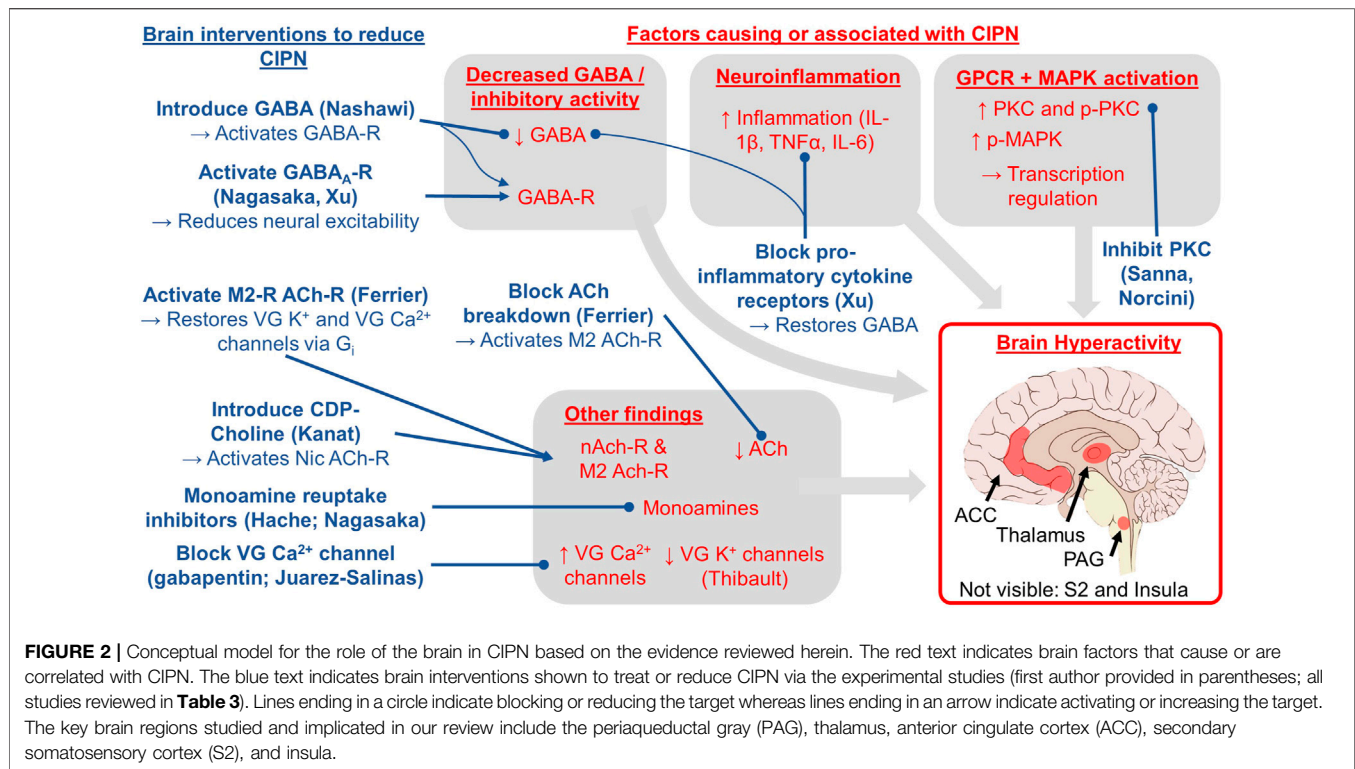 Brain interventions to reduce
CIPN
Factors causing or associated with CIPN
Introduce GABA (Nashawi)
→ Activates GABA-R
Activate GABAA-R
(Nagasaka, Xu)
→ Reduces neural excitability
Decreased GABA /
inhibitory activity
↓ GABA
GABA-R
Neuroinflammation
↑ Inflammation (IL-
1β, TNFα, IL-6)
GPCR + MAPK activation
↑ PKC and p-PKC
↑ p-MAPK
→ Transcription
regulation
Block pro-
inflammatory cytokine
receptors (Xu)
→ Restores GABA
Inhibit PKC
(Sanna,
Norcini)
Activate M2-R ACh-R (Ferrier)
→ Restores VG K⁺ and VG Ca²⁺
channels via Gi
Block ACh
breakdown (Ferrier)
→ Activates M2 ACh-R
Introduce CDP-
Choline (Kanat)
→ Activates Nic ACh-R
Monoamine reuptake
inhibitors (Hache; Nagasaka)
Block VG Ca²⁺ channel
(gabapentin; Juarez-Salinas)
Other findings
nAch-R &
M2 Ach-R
↓ ACh
Monoamines
↑ VG Ca²⁺
channels
↓ VG K⁺ channels
(Thibault)
Brain Hyperactivity
ACC
Thalamus
PAG
Not visible: S2 and Insula
FIGURE 2 | Conceptual model for the role of the brain in CIPN based on the evidence reviewed herein. The red text indicates brain factors that cause or are
correlated with CIPN. The blue text indicates brain interventions shown to treat or reduce CIPN via the experimental studies (first author provided in parentheses; all
studies reviewed in Table 3). Lines ending in a circle indicate blocking or reducing the target whereas lines ending in an arrow indicate activating or increasing the target.
The key brain regions studied and implicated in our review include the periaqueductal gray (PAG), thalamus, anterior cingulate cortex (ACC), secondary
somatosensory cortex (S2), and insula.